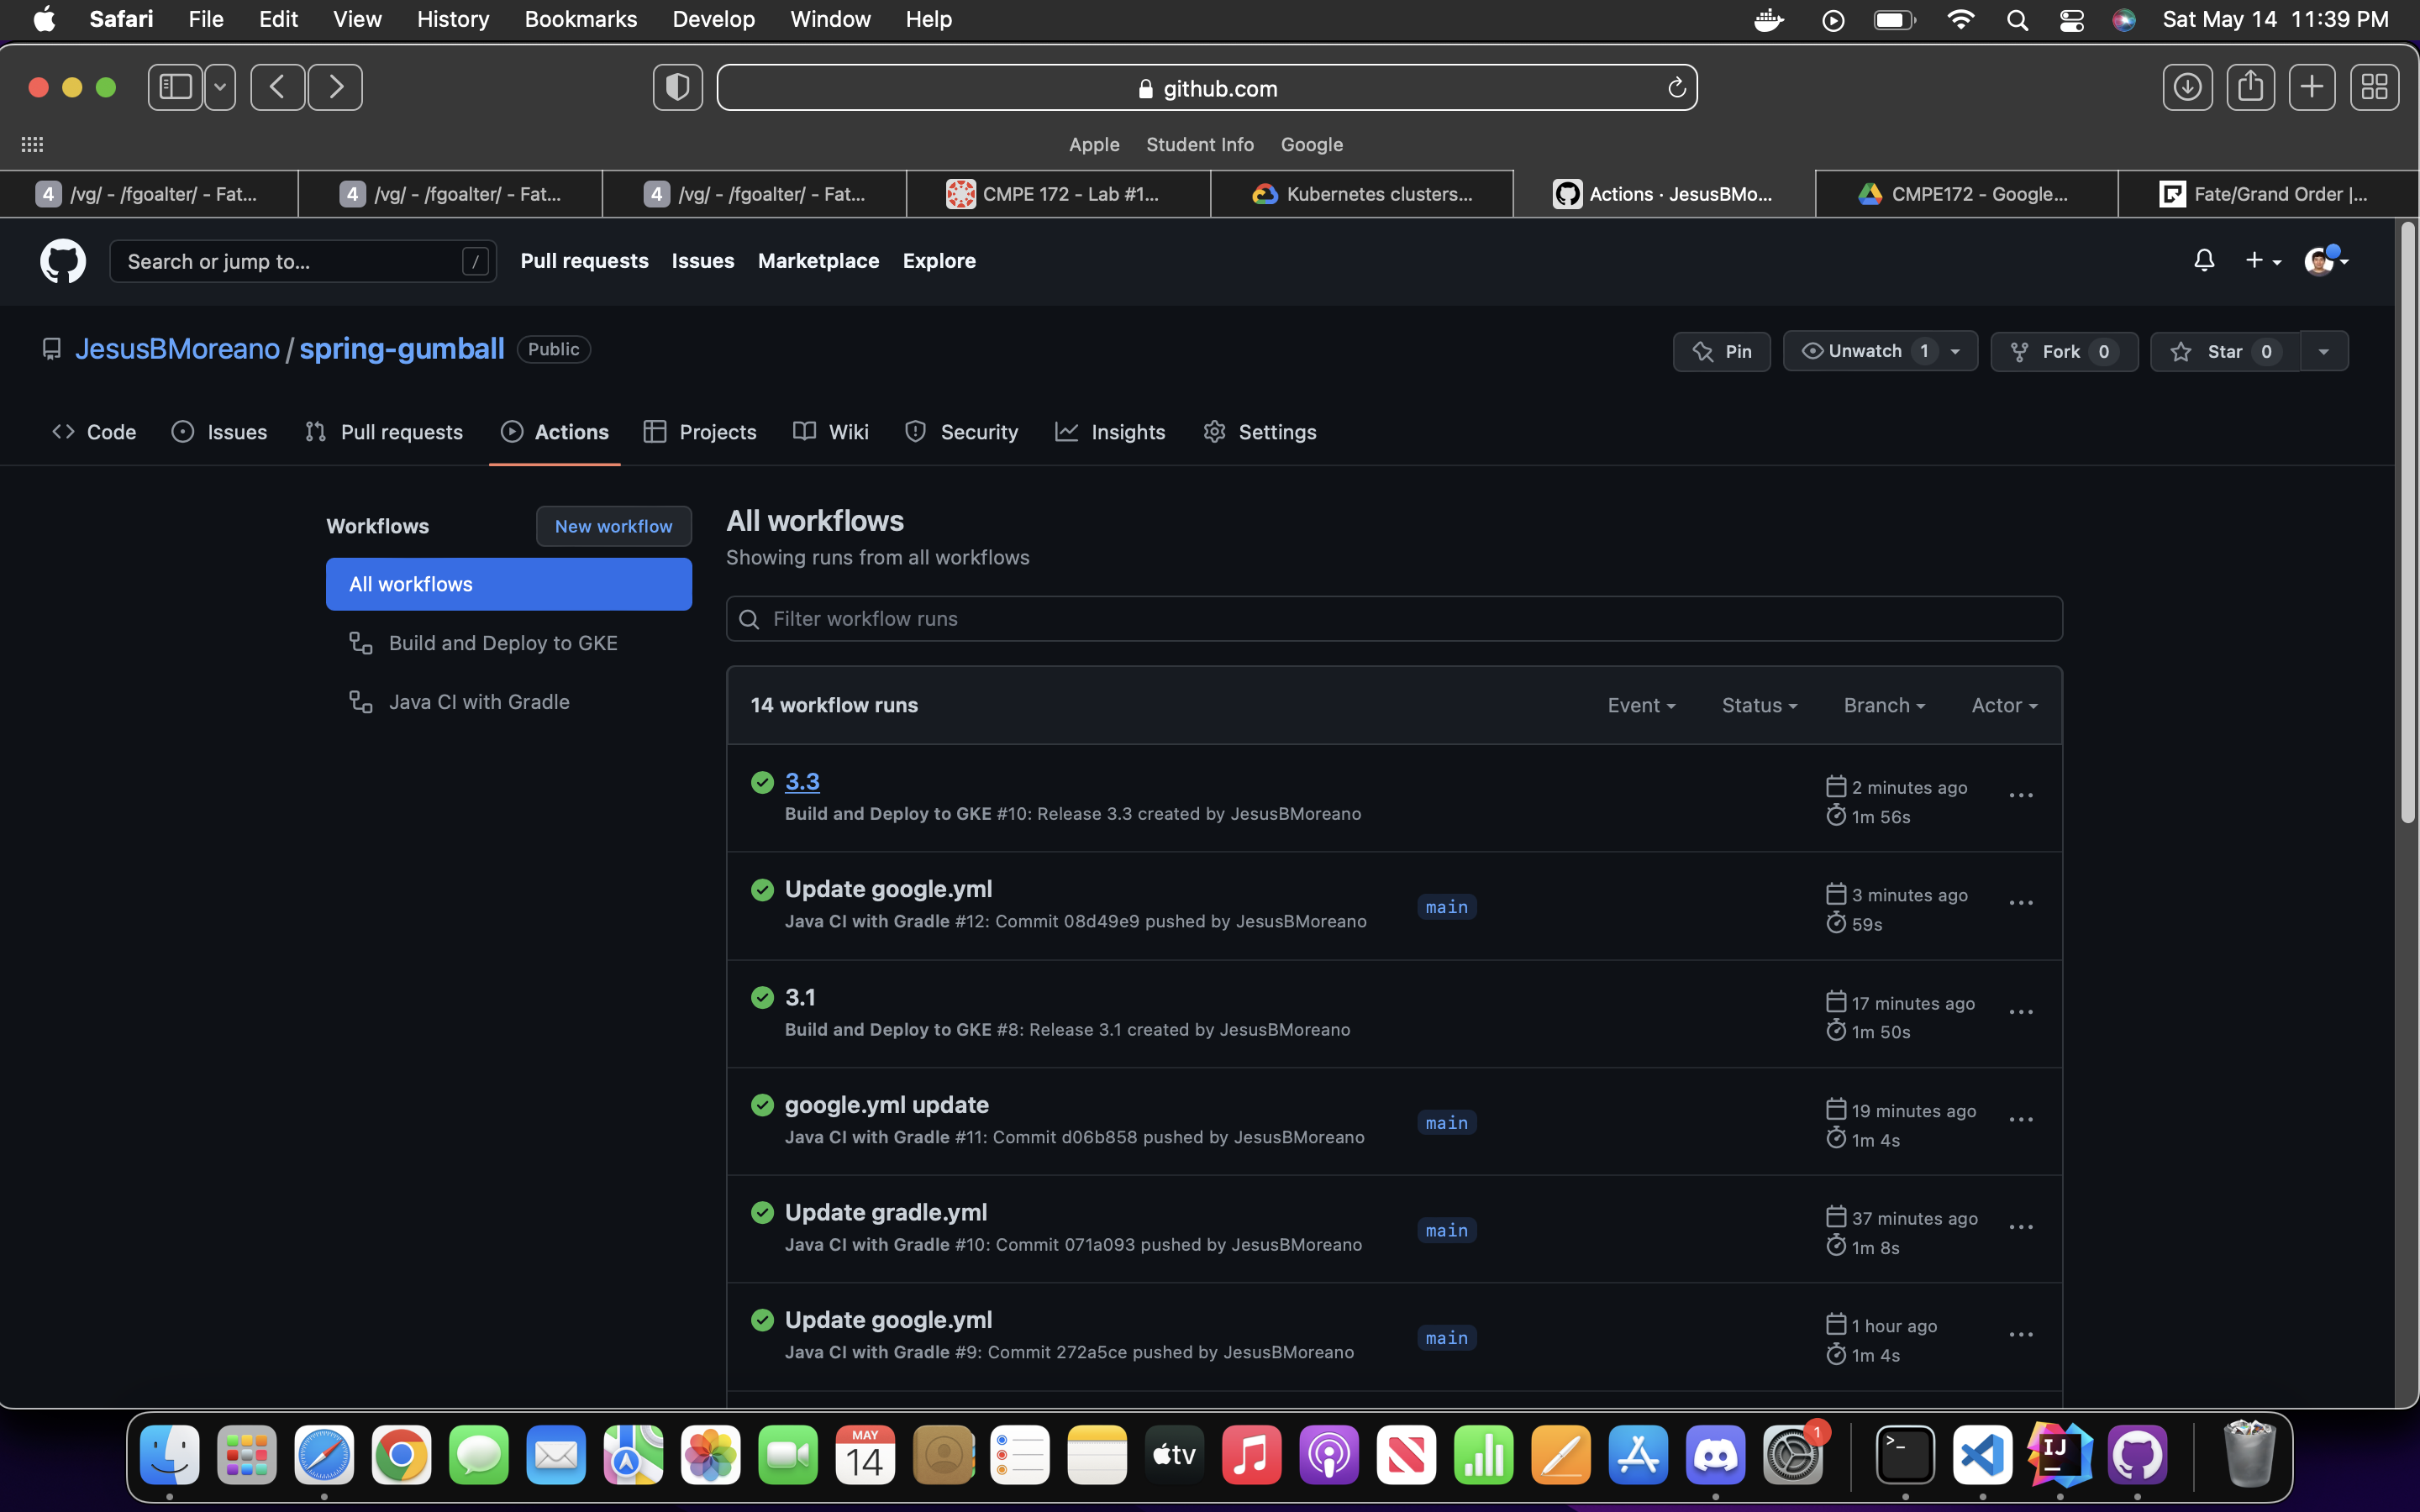 Safari File Edit View History Bookmarks Develop Window Help Sat May 14 11:39 PM
github.com
Apple Student Info Google
4 /vg/ - /fgoalter/ - Fat... 4 /vg/ - /fgoalter/ - Fat... 4 /vg/ - /fgoalter/ - Fat... CMPE 172 - Lab #1... Kubernetes clusters... Actions · JesusBMo... CMPE172 - Google... Fate/Grand Order |...
Search or jump to... / Pull requests Issues Marketplace Explore
JesusBMoreano / spring-gumball Public Pin Unwatch 1 Fork 0 Star 0
Code Issues Pull requests Actions Projects Wiki Security Insights Settings
Workflows New workflow
All workflows
Build and Deploy to GKE
Java CI with Gradle
All workflows
Showing runs from all workflows
Filter workflow runs
14 workflow runs Event Status Branch Actor
3.3
Build and Deploy to GKE #10: Release 3.3 created by JesusBMoreano
2 minutes ago
1m 56s
Update google.yml
Java CI with Gradle #12: Commit 08d49e9 pushed by JesusBMoreano
main
3 minutes ago
59s
3.1
Build and Deploy to GKE #8: Release 3.1 created by JesusBMoreano
17 minutes ago
1m 50s
google.yml update
Java CI with Gradle #11: Commit d06b858 pushed by JesusBMoreano
main
19 minutes ago
1m 4s
Update gradle.yml
Java CI with Gradle #10: Commit 071a093 pushed by JesusBMoreano
main
37 minutes ago
1m 8s
Update google.yml
Java CI with Gradle #9: Commit 272a5ce pushed by JesusBMoreano
main
1 hour ago
1m 4s
MAY
14
tv
1
>_
IJ